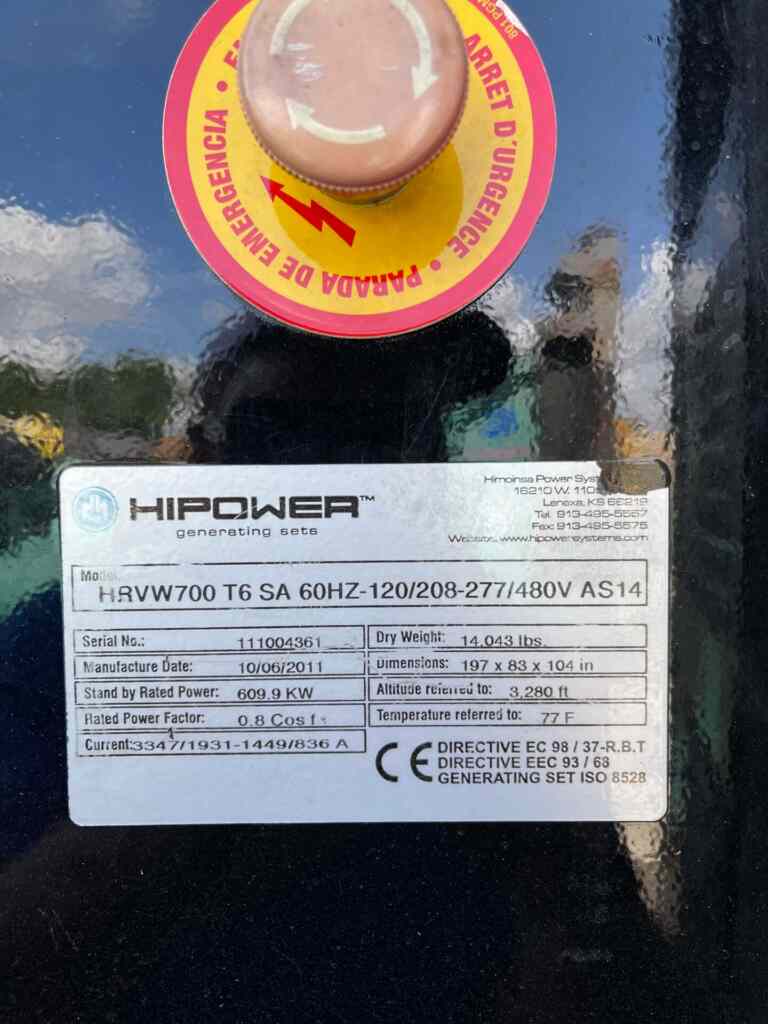 801 PGM
ARRET D'URGENCE • PARADA DE EMERGENCIA •
HIPOWER™
generating sets
Himoinsa Power
16210 W.
Lenexa, KS 66219
Tel. 913-495-5557
Fax: 913-495-5575
Website: www.hipowersystems.com
Model:
HRVW700 T6 SA 60HZ-120/208-277/480V AS14
Serial No.: 111004361
Manufacture Date: 10/06/2011
Stand by Rated Power: 609.9 KW
Rated Power Factor: 0.8 Cos
Current: 3347/1931-1449/836 A
Dry Weight: 14,043 lbs.
Dimensions: 197 x 83 x 104 in
Altitude referred to: 3,280 ft
Temperature referred to: 77 F
CE
DIRECTIVE EC 98 / 37-R.B.T
DIRECTIVE EEC 93 / 68
GENERATING SET ISO 8528